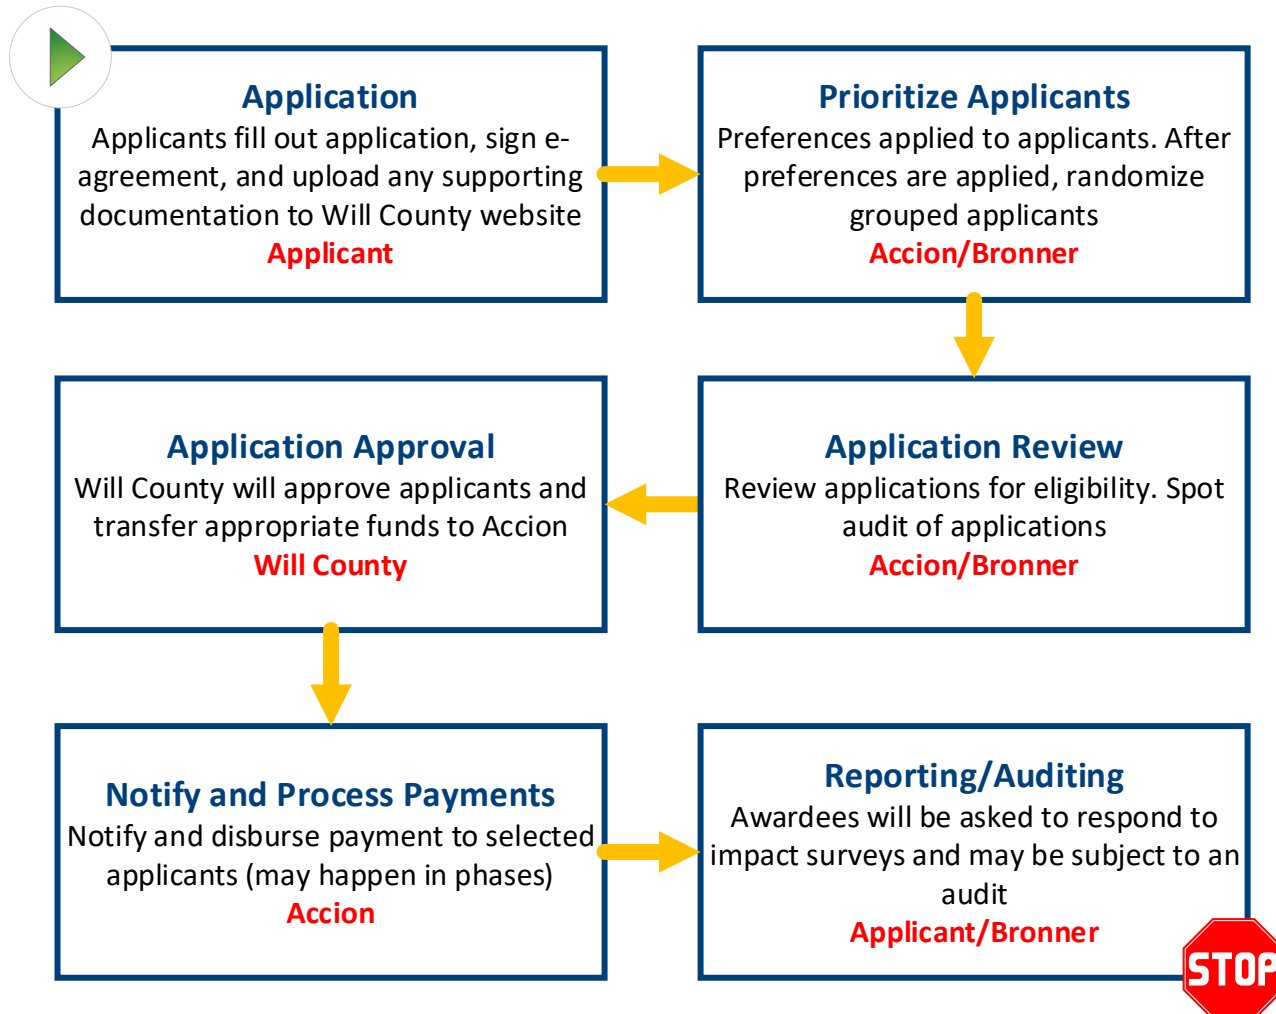 Application
Applicants fill out application, sign e-
agreement, and upload any supporting
documentation to Will County website
Applicant
Prioritize Applicants
Preferences applied to applicants. After
preferences are applied, randomize
grouped applicants
Accion/Bronner
Application Review
Review applications for eligibility. Spot
audit of applications
Accion/Bronner
Application Approval
Will County will approve applicants and
transfer appropriate funds to Accion
Will County
Notify and Process Payments
Notify and disburse payment to selected
applicants (may happen in phases)
Accion
Reporting/Auditing
Awardees will be asked to respond to
impact surveys and may be subject to an
audit
Applicant/Bronner
STOP